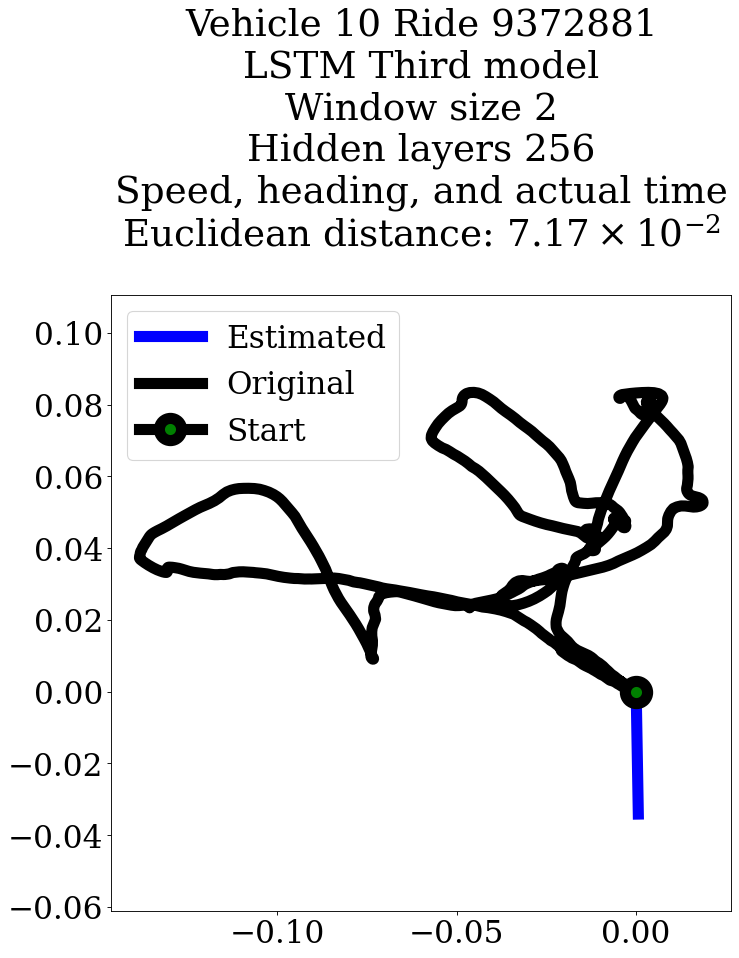 Vehicle 10 Ride 9372881
LSTM Third model
Window size 2
Hidden layers 256
Speed, heading, and actual time
Euclidean distance: 7.17 × 10⁻²
Estimated
Original
Start
0.10
0.08
0.06
0.04
0.02
0.00
−0.02
−0.04
−0.06
−0.10
−0.05
0.00